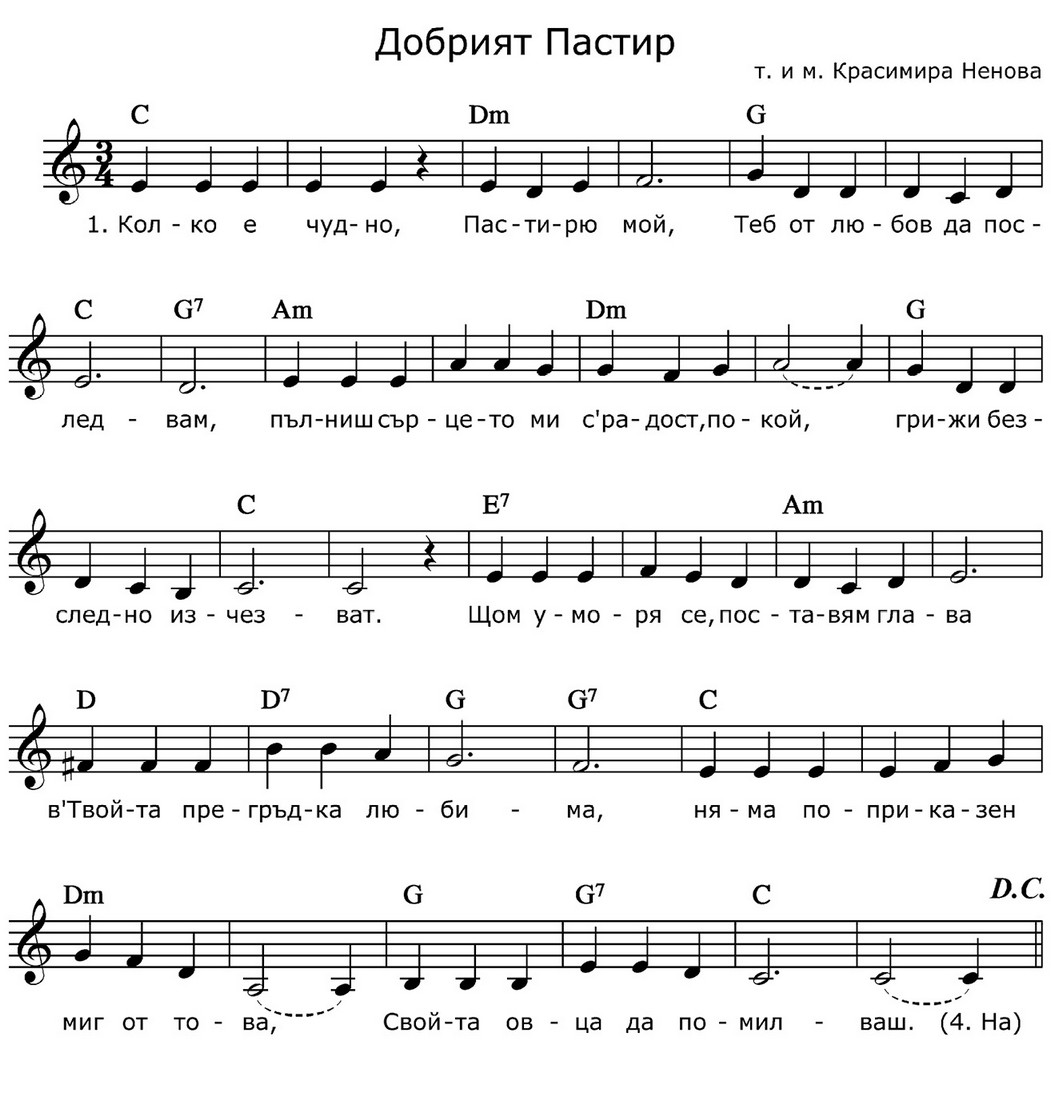 Добрият Пастир
т. и м. Красимира Ненова
C Dm G
3
4
1. Кол - ко е чуд - но, Пас - ти - рю мой, Теб от лю - бов да пос -
C G7 Am Dm G
лед - вам, пъл - ниш сър - це - то ми с'ра - дост, по - кой, гри - жи без -
C E7 Am
след - но из - чез - ват. Щом у - мо - ря се, пос - та - вям гла - ва
D D7 G G7 C
в'Твой - та пре - гръд - ка лю - би - ма, ня - ма по - при - ка - зен
D.C.
Dm G G7 C
миг от то - ва, Свой - та ов - ца да по - мил - ваш. (4. На)